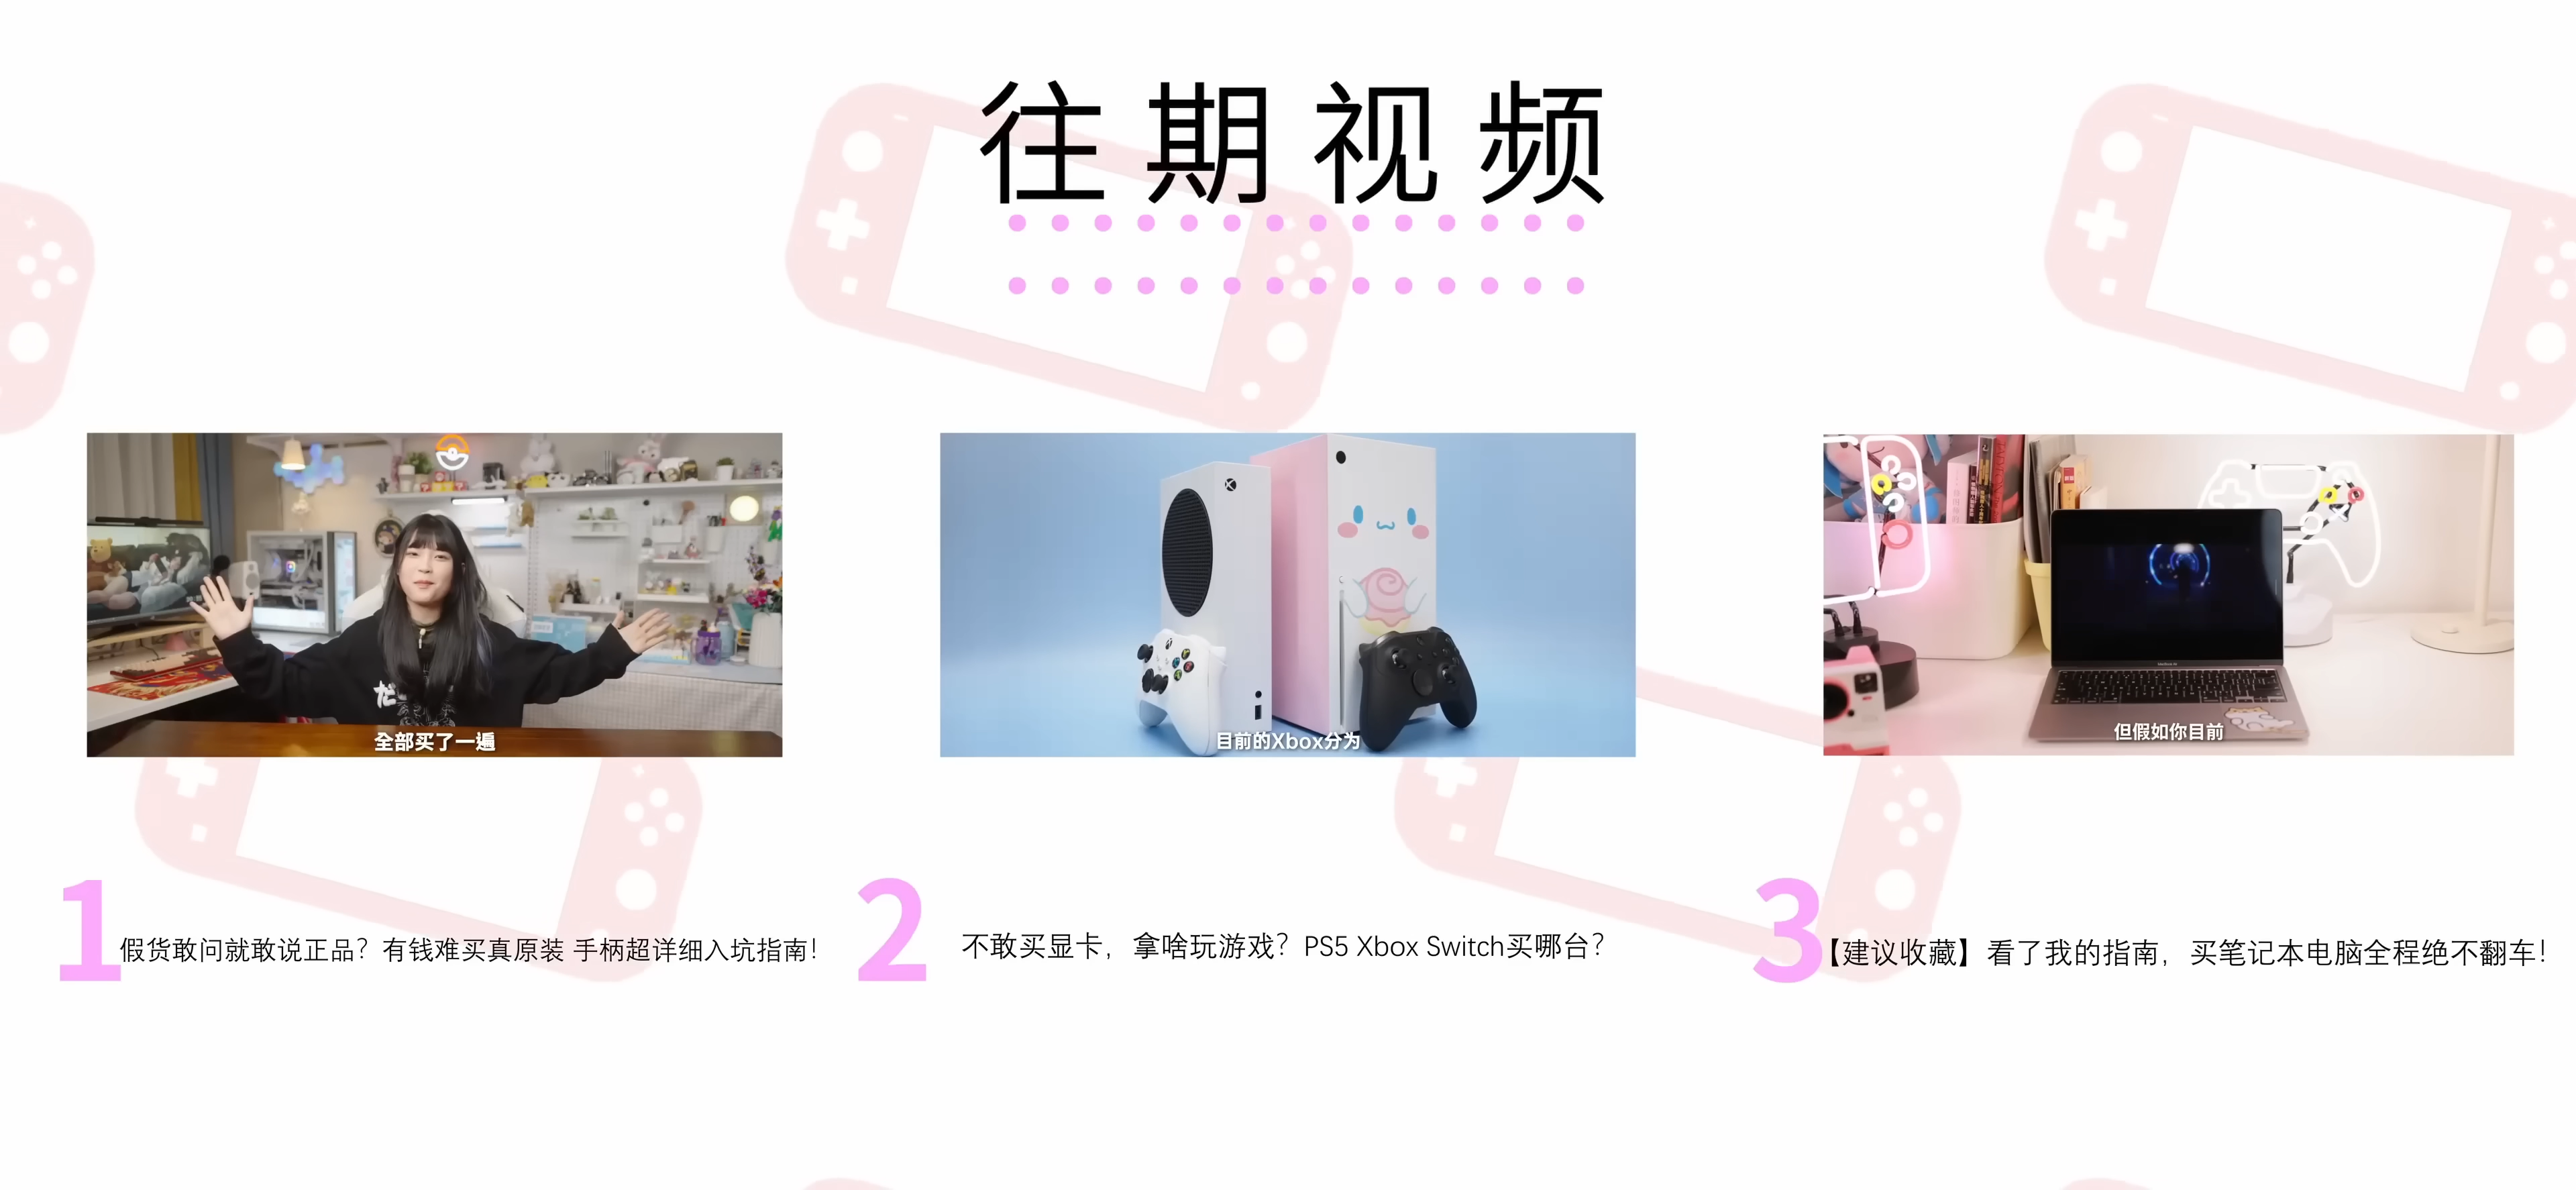 往期视频
全部买了一遍
目前的Xbox分为
但假如你目前
1 假货敢问就敢说正品？有钱难买真原装 手柄超详细入坑指南！
2 不敢买显卡，拿啥玩游戏？PS5 Xbox Switch买哪台？
3 【建议收藏】看了我的指南，买笔记本电脑全程绝不翻车！